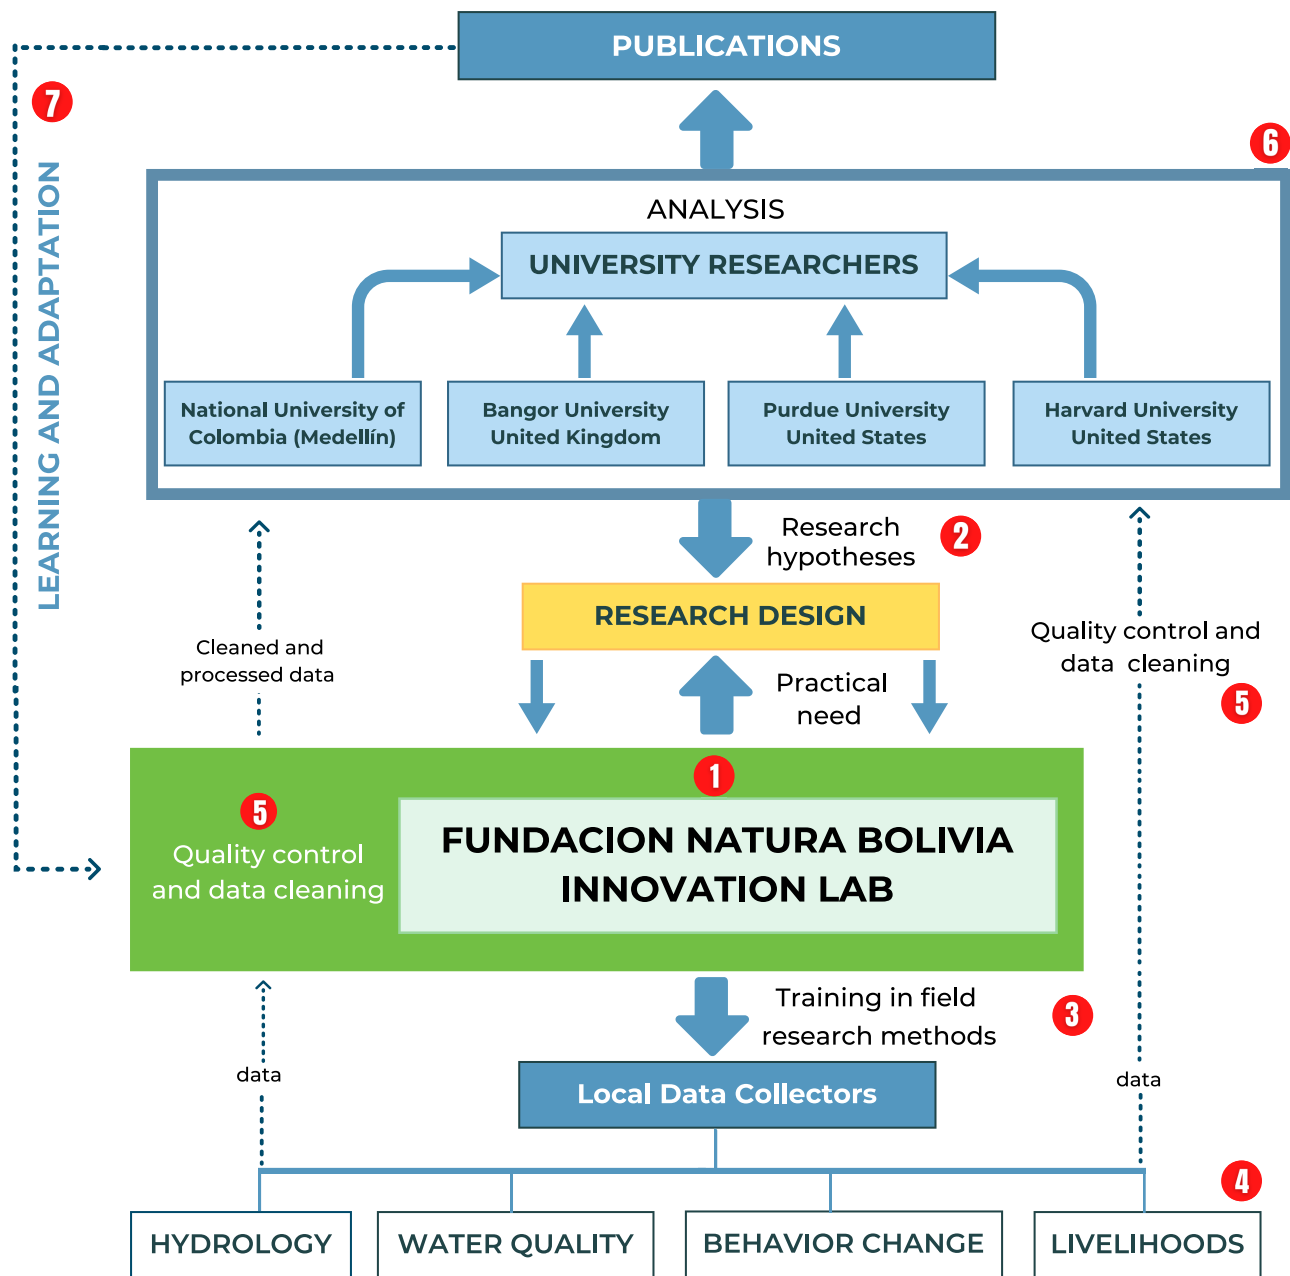 PUBLICATIONS
7
LEARNING AND ADAPTATION
6
ANALYSIS
UNIVERSITY RESEARCHERS
National University of
Colombia (Medellín)
Bangor University
United Kingdom
Purdue University
United States
Harvard University
United States
Research
hypotheses
2
RESEARCH DESIGN
Cleaned and
processed data
Quality control and
data cleaning
5
Practical
need
1
5
Quality control
and data cleaning
FUNDACION NATURA BOLIVIA
INNOVATION LAB
Training in field
research methods
3
data
data
Local Data Collectors
4
HYDROLOGY
WATER QUALITY
BEHAVIOR CHANGE
LIVELIHOODS